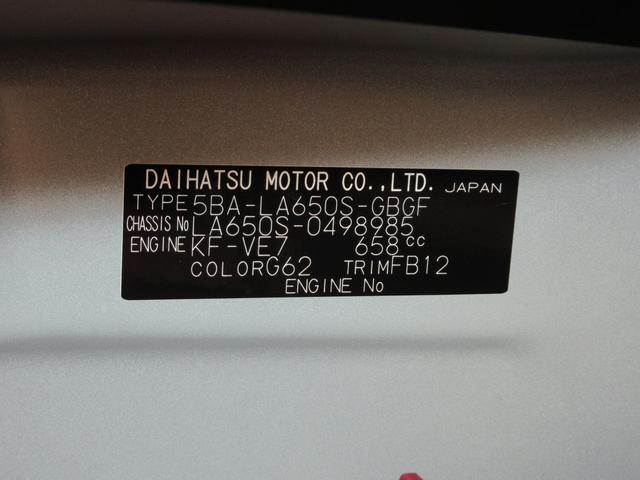 DAIHATSU MOTOR CO.,LTD. JAPAN
TYPE 5BA-LA650S-GBGF
CHASSIS No LA650S-0498985
ENGINE KF-VE7 658cc
COLOR G62 TRIM FB12
ENGINE No